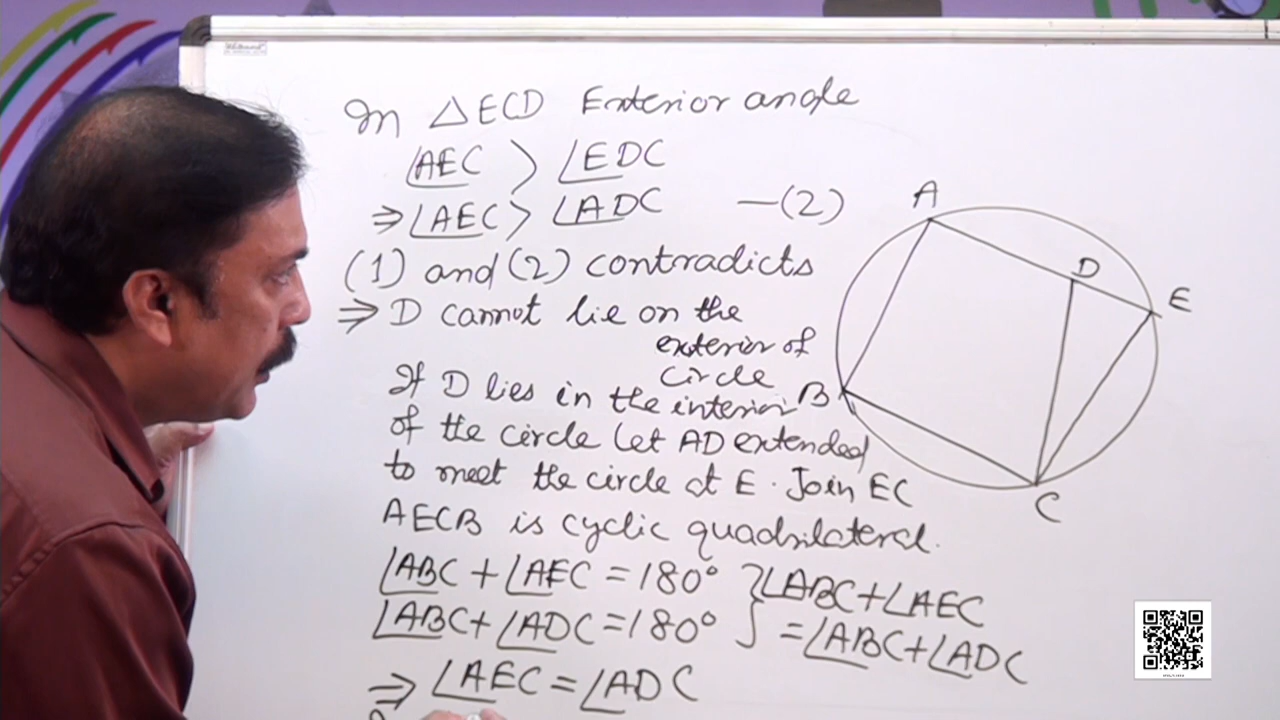 In △ECD Exterior angle
∠AEC > ∠EDC
⇒ ∠AEC > ∠ADC —(2)
(1) and (2) contradicts
⇒ D cannot lie on the
exterior of
circle
If D lies in the interior
of the circle let AD extended
to meet the circle at E. Join EC
AECB is cyclic quadrilateral.
∠ABC + ∠AEC = 180°
∠ABC + ∠ADC = 180°
} ∠ABC + ∠AEC
= ∠ABC + ∠ADC
⇒ ∠AEC = ∠ADC
A
D
E
B
C